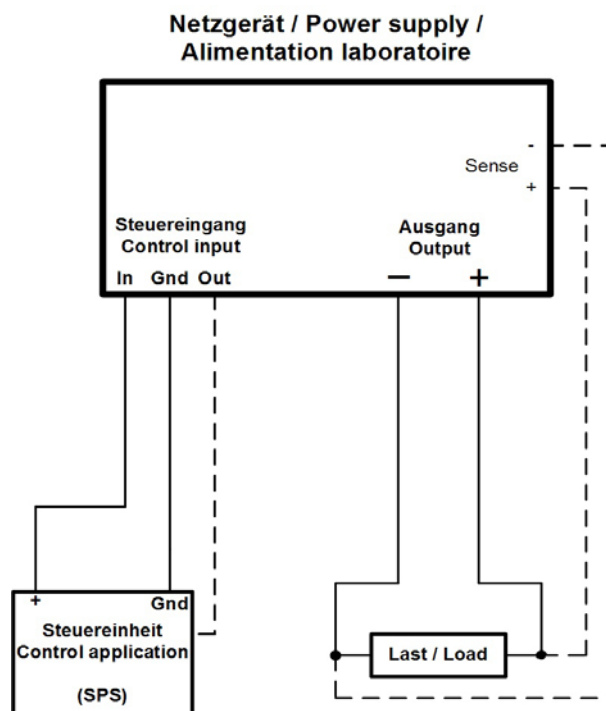 Netzgerät / Power supply /
Alimentation laboratoire
-
Sense
+
Steuereingang
Control input
Ausgang
Output
In Gnd Out
— +
+ Gnd
Steuereinheit
Control application
(SPS)
Last / Load